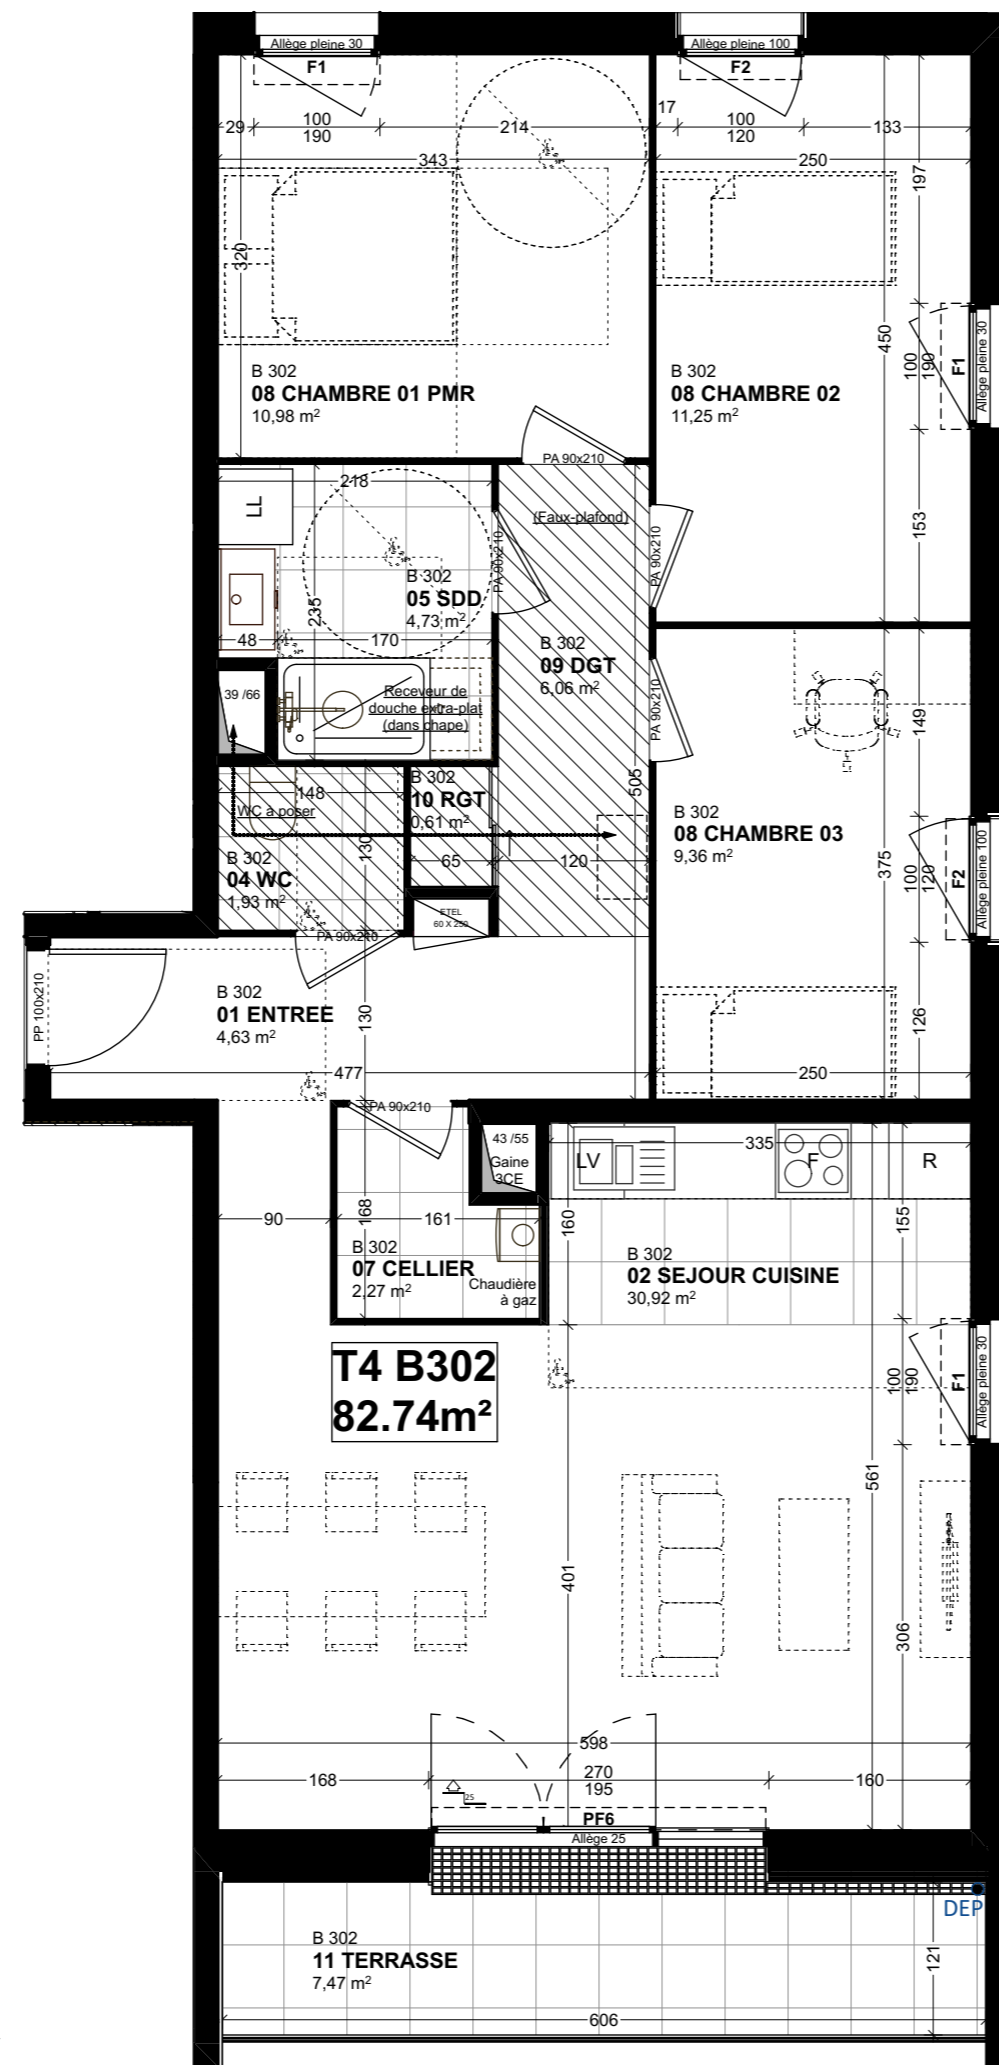 Allège pleine 30
F1
Allège pleine 100
F2
29
100
190
214
343
17
100
120
133
250
197
320
450
100
190
F1
Allège pleine 30
B 302
08 CHAMBRE 01 PMR
10,98 m²
B 302
08 CHAMBRE 02
11,25 m²
PA 90x210
218
LL
(Faux-plafond)
PA 90x210
PA 90x210
153
B 302
05 SDD
4,73 m²
235
48
170
B 302
09 DGT
6,06 m²
39 /66
Receveur de
douche extra-plat
(dans chape)
PA 90x210
149
505
B 302
10 RGT
0,61 m²
148
WC à poser
130
65
120
B 302
04 WC
1,93 m²
ETEL
60 X 250
PA 90x210
B 302
08 CHAMBRE 03
9,36 m²
375
100
120
F2
Allège pleine 100
PP 100x210
B 302
01 ENTREE
4,63 m²
130
126
477
250
PA 90x210
43 /55
Gaine
3CE
LV
335
F
R
90
168
161
160
155
B 302
07 CELLIER
2,27 m²
Chaudière
à gaz
B 302
02 SEJOUR CUISINE
30,92 m²
T4 B302
82.74m²
100
190
F1
Allège pleine 30
561
401
306
598
168
270
195
160
25
PF6
Allège 25
DEP
B 302
11 TERRASSE
7,47 m²
121
606